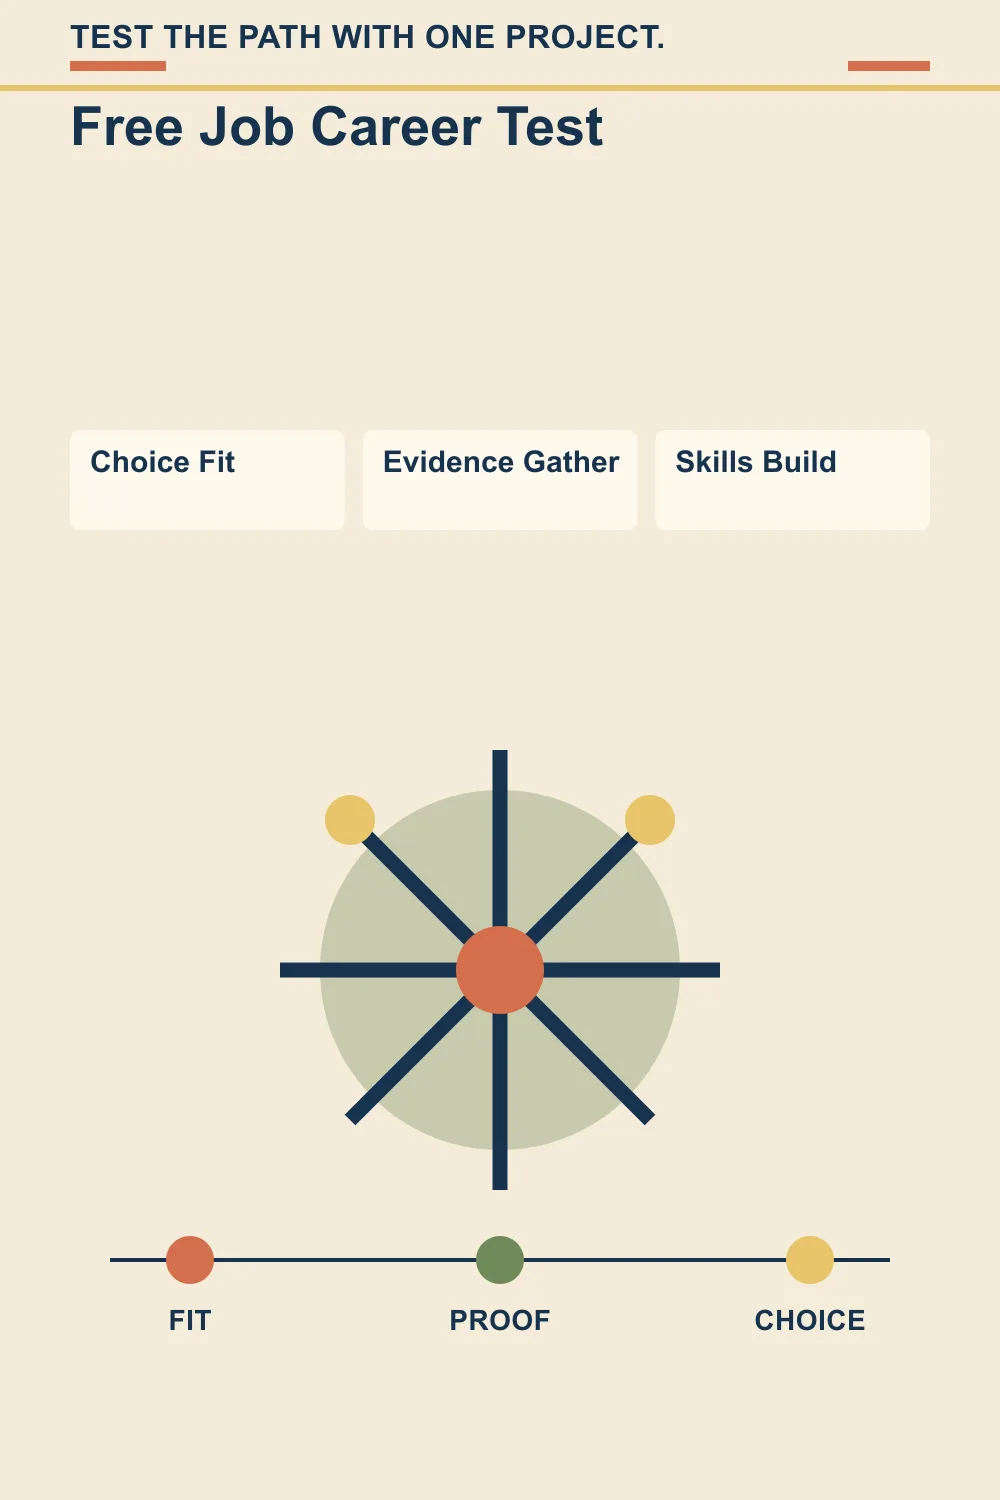 TEST THE PATH WITH ONE PROJECT.
Free Job Career Test
Choice Fit
Evidence Gather
Skills Build
FIT
PROOF
CHOICE